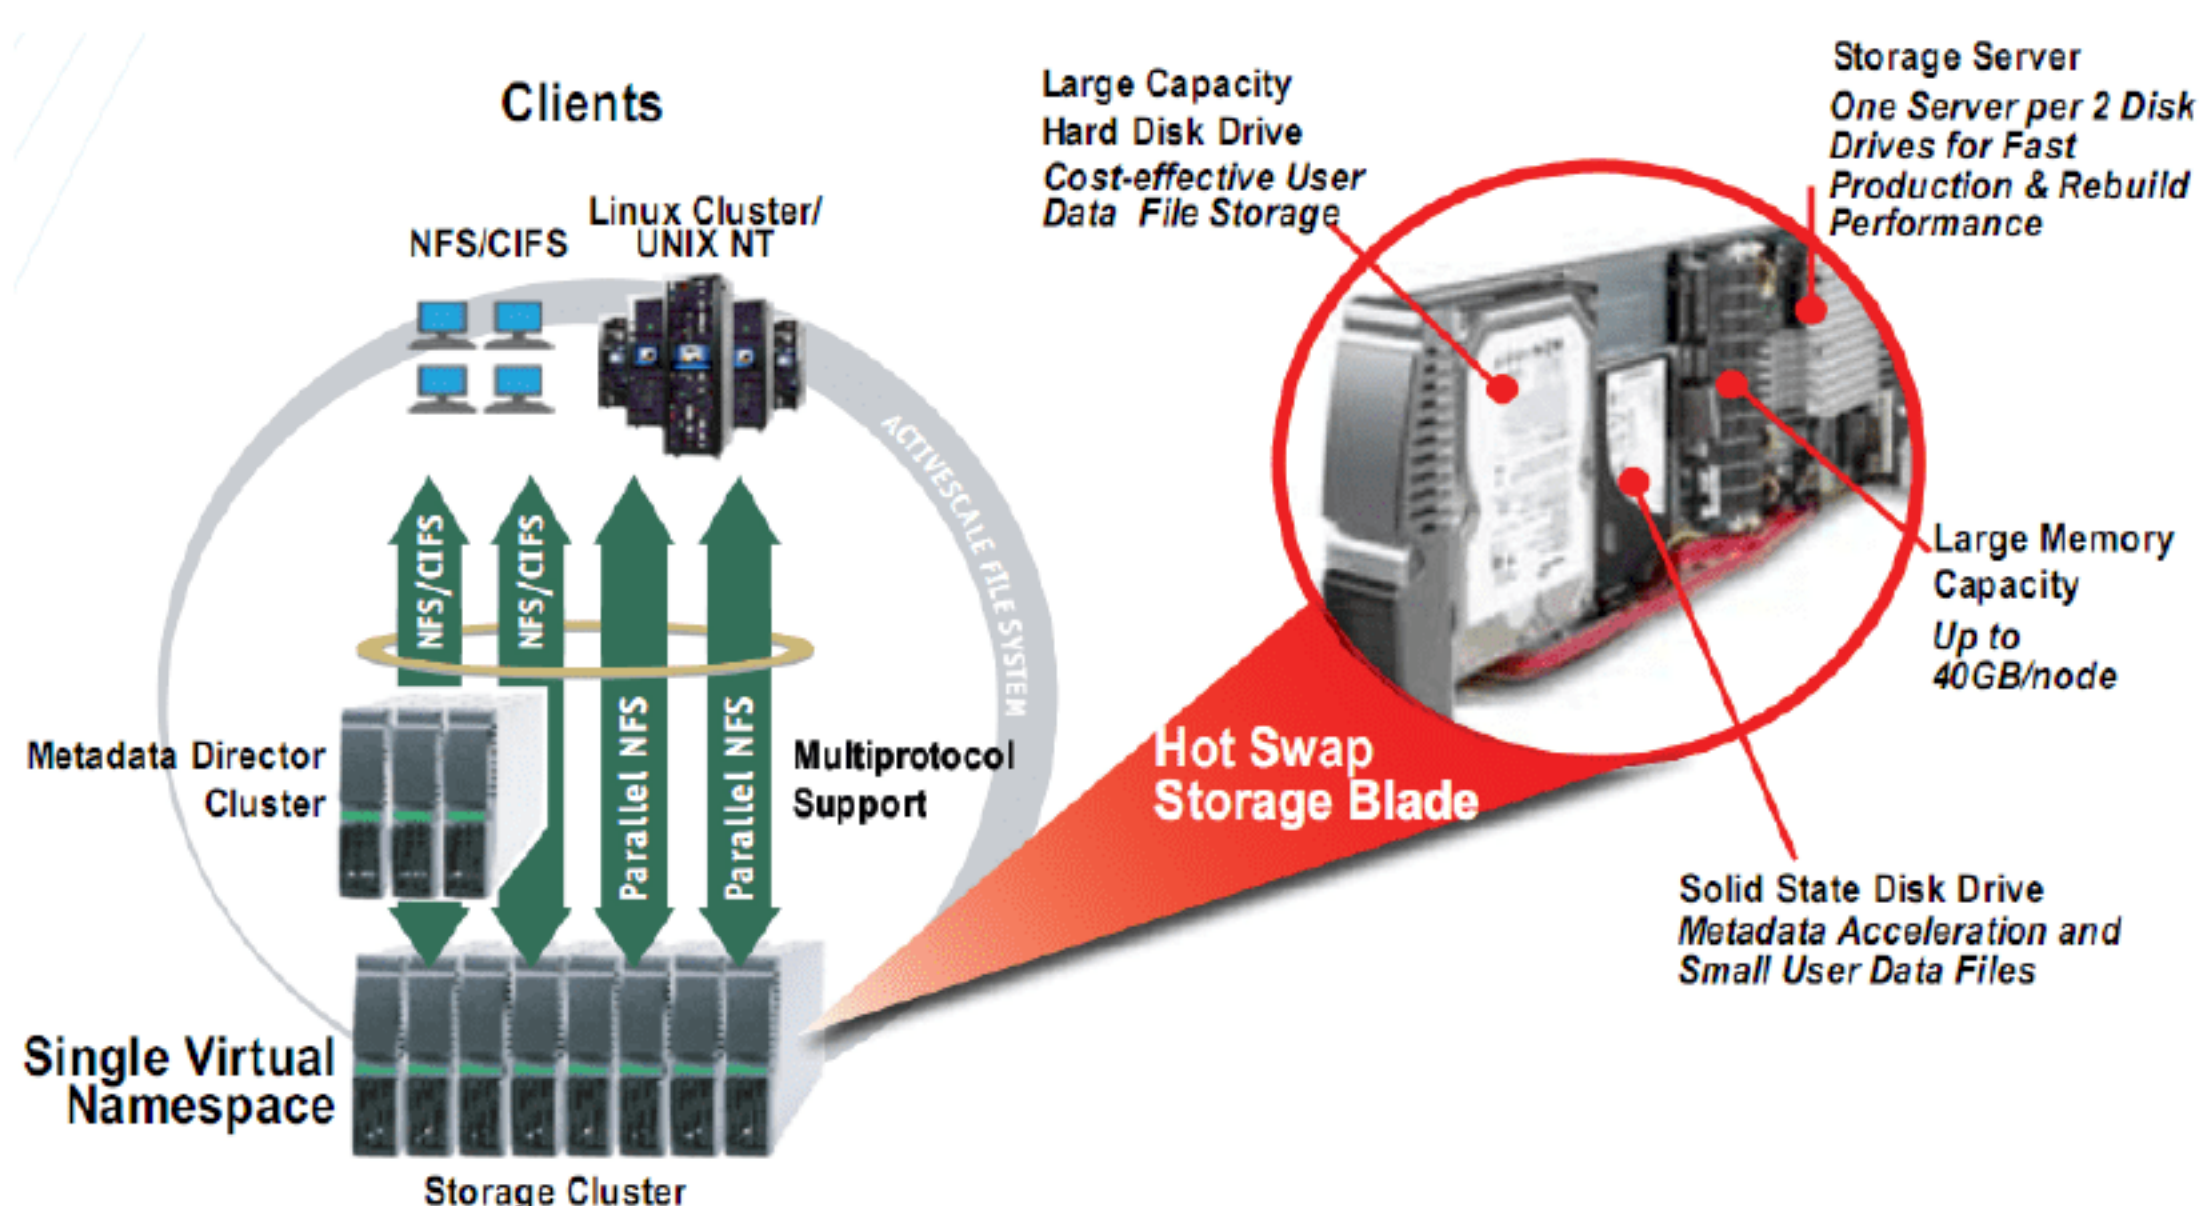 Clients
NFS/CIFS
Linux Cluster/
UNIX NT
ACTIVESCALE FILE SYSTEM
NFS/CIFS
NFS/CIFS
Parallel NFS
Parallel NFS
Metadata Director
Cluster
Multiprotocol
Support
Single Virtual
Namespace
Storage Cluster
Hot Swap
Storage Blade
Large Capacity
Hard Disk Drive
Cost-effective User
Data File Storage
Storage Server
One Server per 2 Disk
Drives for Fast
Production & Rebuild
Performance
Large Memory
Capacity
Up to
40GB/node
Solid State Disk Drive
Metadata Acceleration and
Small User Data Files